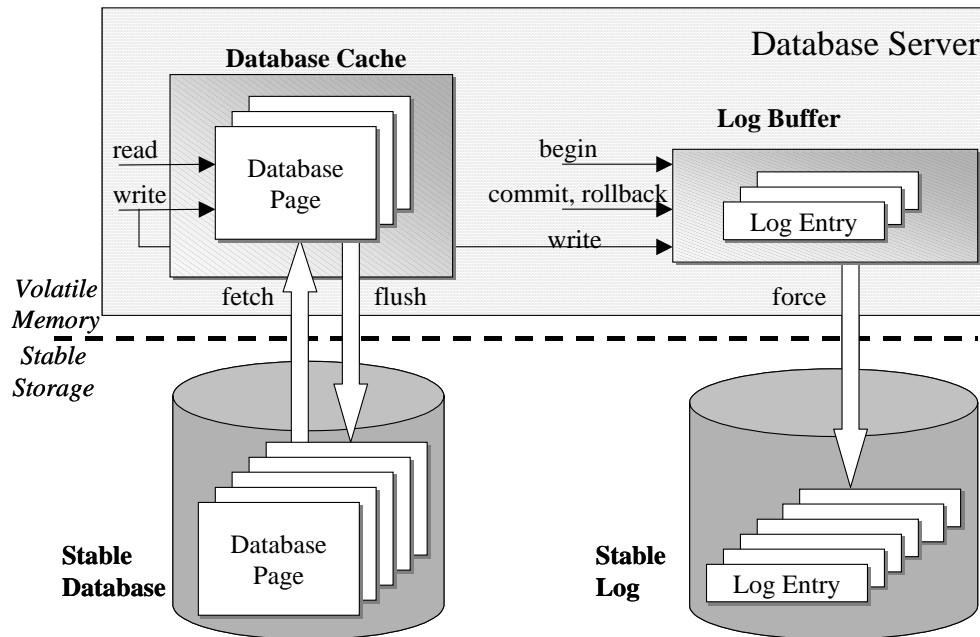 Database Server
Database Cache
Log Buffer
read
write
Database
Page
begin
commit, rollback
write
Log Entry
fetch
flush
force
Volatile
Memory
Stable
Storage
Stable
Database
Database
Page
Stable
Log
Log Entry